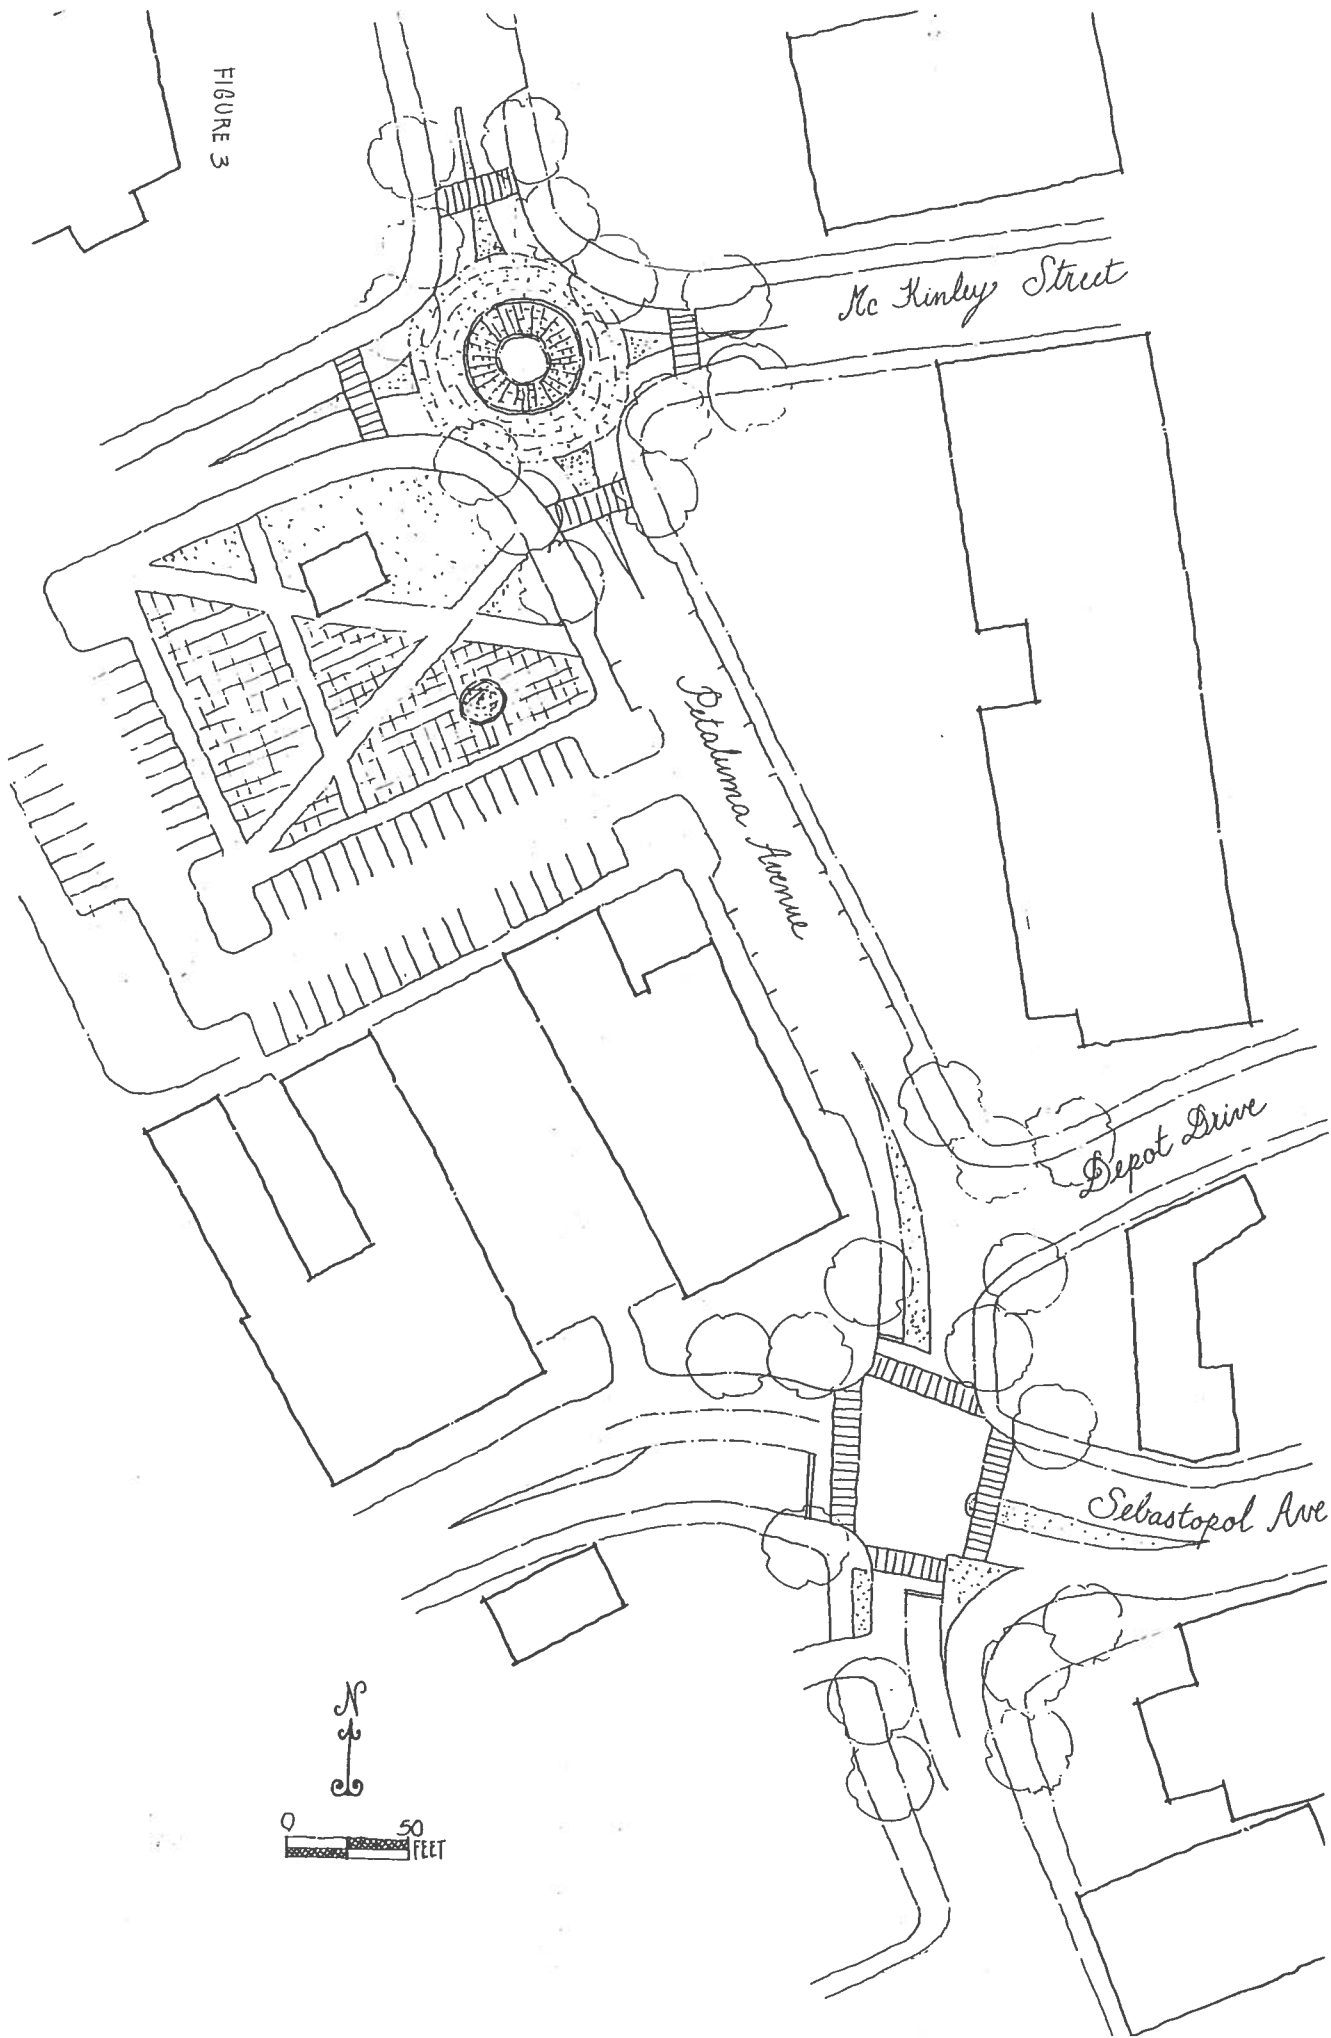 FIGURE 3
Mc Kinley Street
Petaluma Avenue
Depot Drive
Sebastopol Ave
N
0 50
FEET